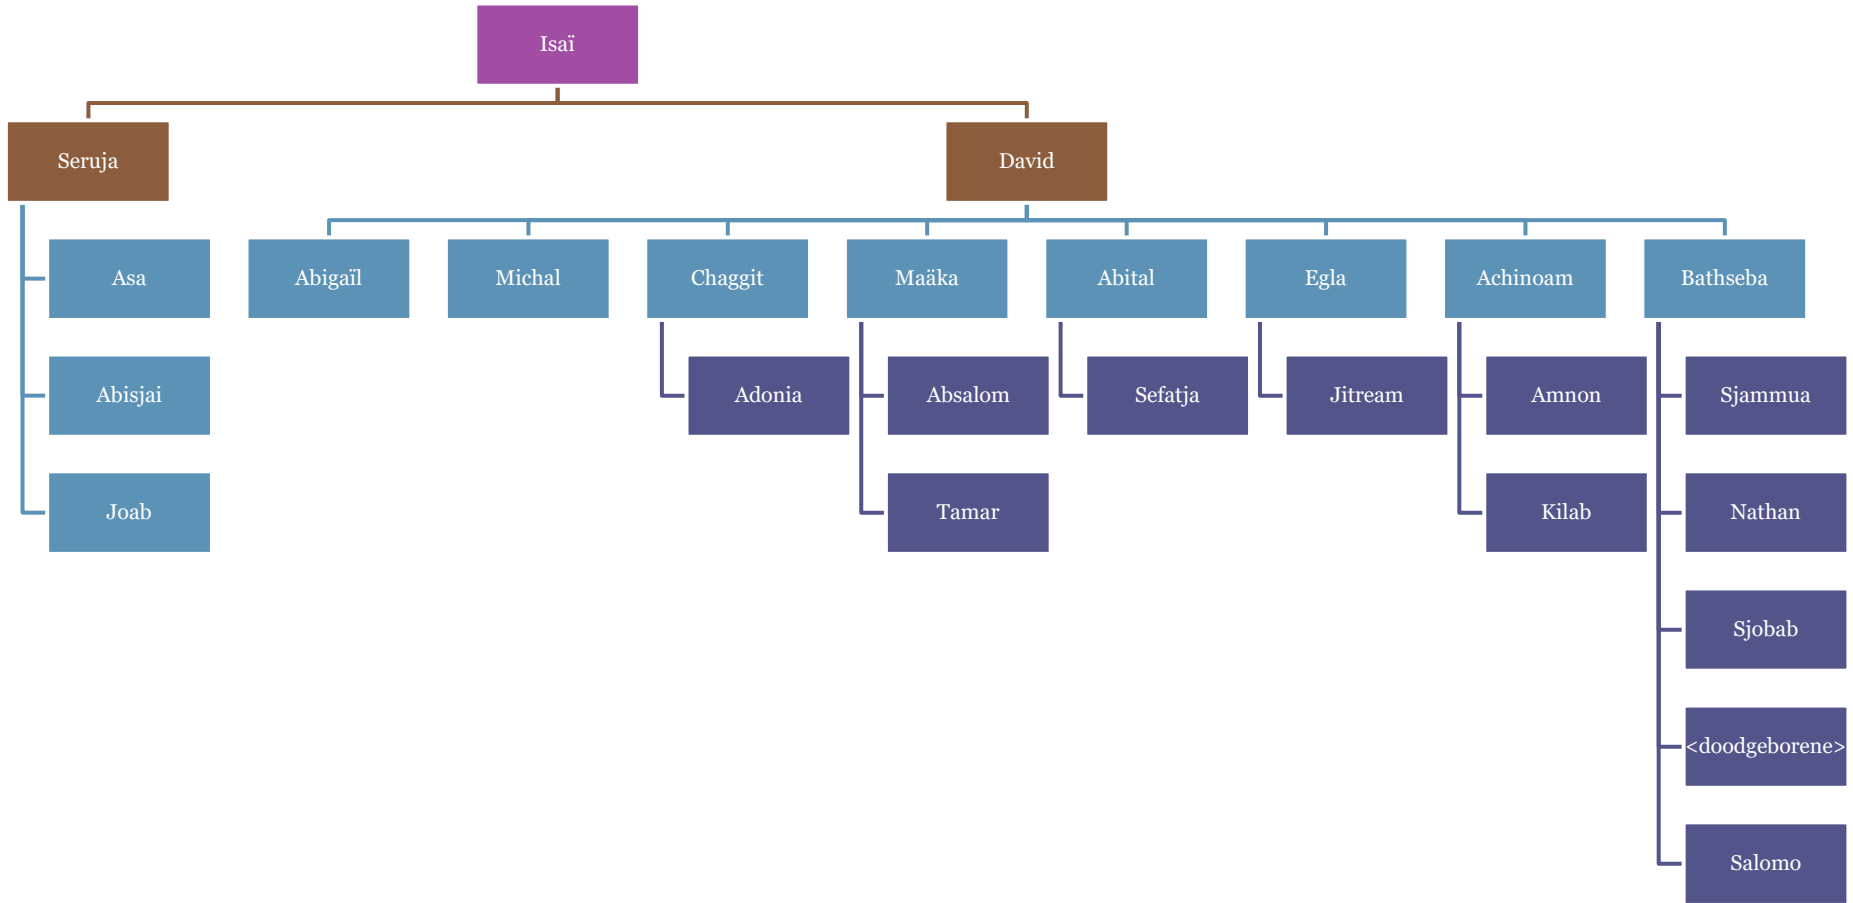 Isaï
Seruja
David
Asa
Abigaïl
Michal
Chaggit
Maäka
Abital
Egla
Achinoam
Bathseba
Abisjai
Adonia
Absalom
Sefatja
Jitream
Amnon
Sjammua
Joab
Tamar
Kilab
Nathan
Sjobab
<doodgeborene>
Salomo